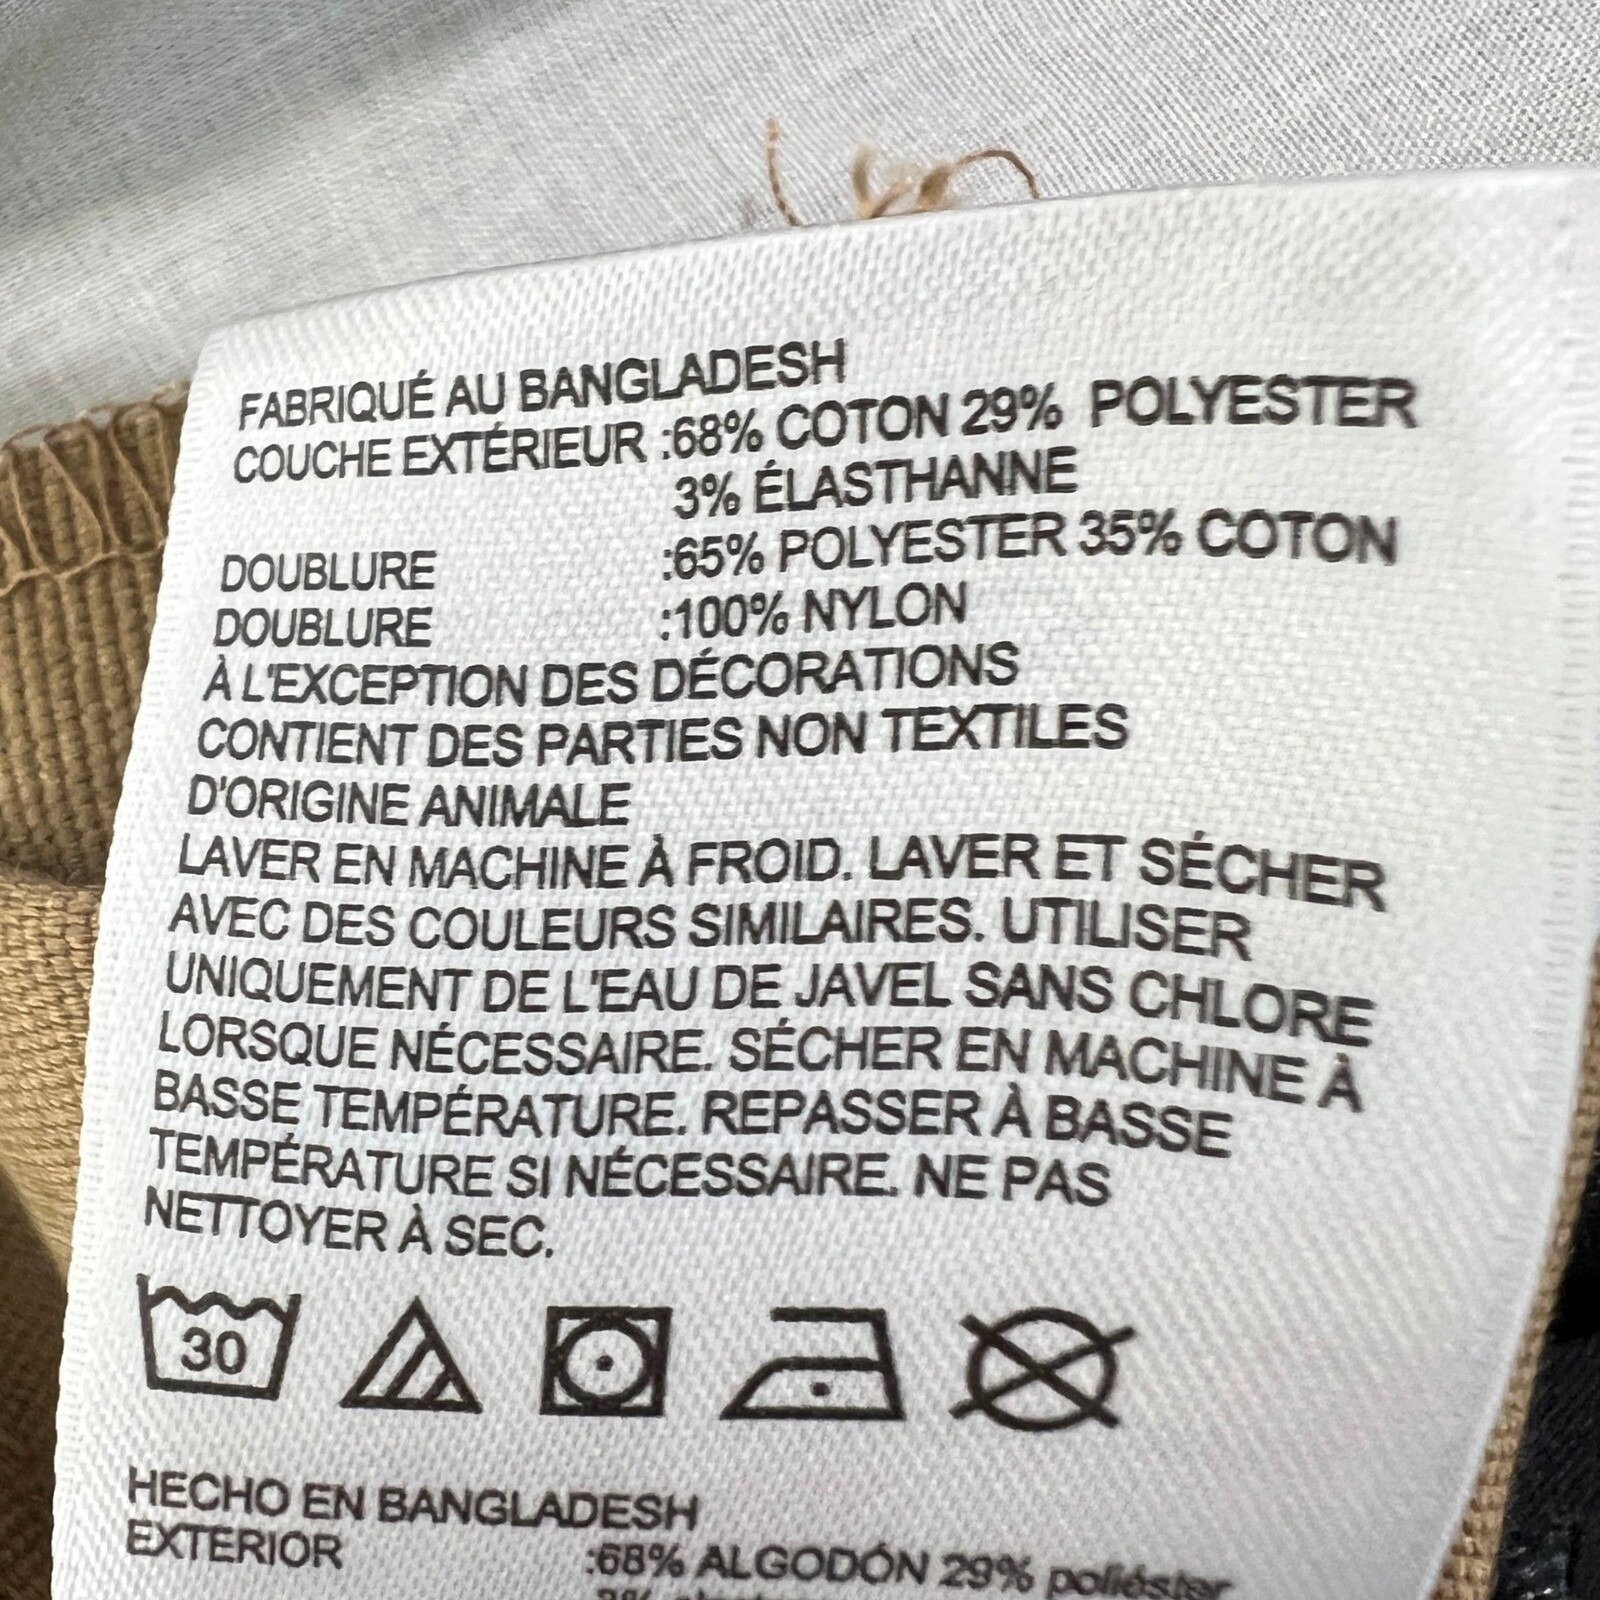 FABRIQUÉ AU BANGLADESH
COUCHE EXTÉRIEUR :68% COTON 29% POLYESTER
3% ÉLASTHANNE
DOUBLURE :65% POLYESTER 35% COTON
DOUBLURE :100% NYLON
À L'EXCEPTION DES DÉCORATIONS
CONTIENT DES PARTIES NON TEXTILES
D'ORIGINE ANIMALE
LAVER EN MACHINE À FROID. LAVER ET SÉCHER
AVEC DES COULEURS SIMILAIRES. UTILISER
UNIQUEMENT DE L'EAU DE JAVEL SANS CHLORE
LORSQUE NÉCESSAIRE. SÉCHER EN MACHINE À
BASSE TEMPÉRATURE. REPASSER À BASSE
TEMPÉRATURE SI NÉCESSAIRE. NE PAS
NETTOYER À SEC.
30
HECHO EN BANGLADESH
EXTERIOR :68% ALGODÓN 29% poliéster